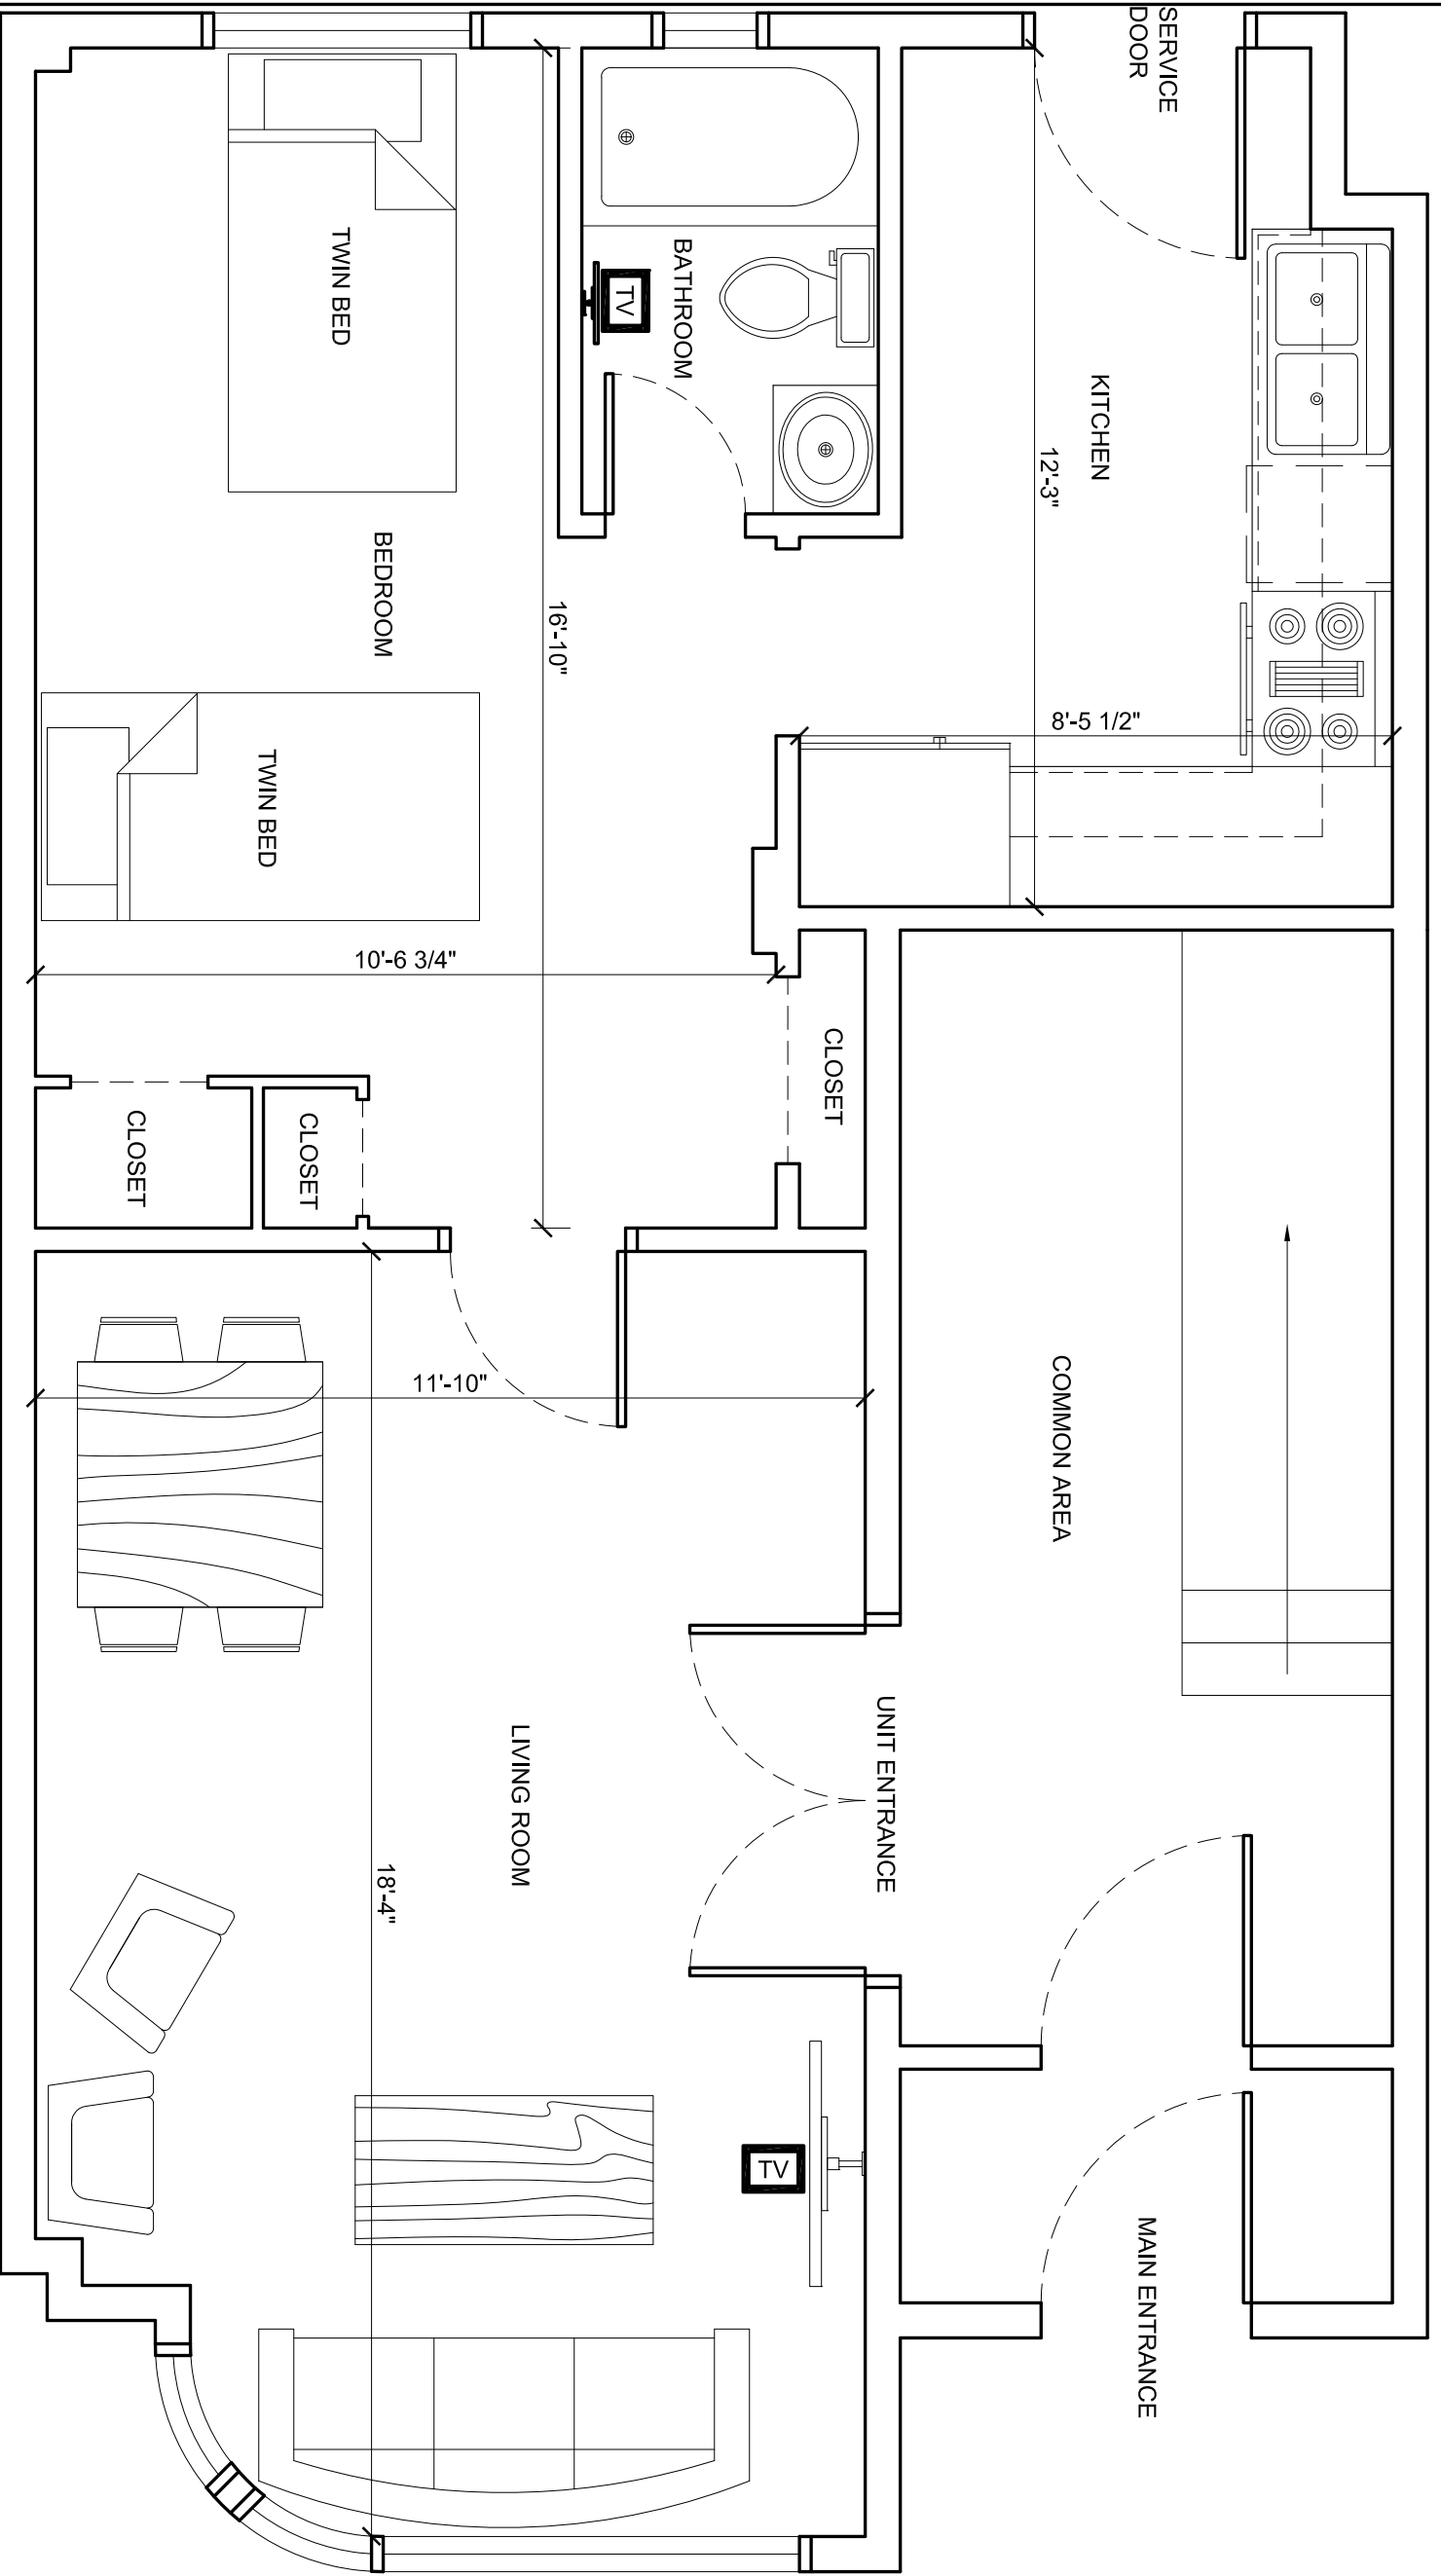 SERVICE
DOOR
TWIN BED
TV
BATHROOM
KITCHEN
12'-3"
BEDROOM
16'-10"
8'-5 1/2"
TWIN BED
10'-6 3/4"
CLOSET
CLOSET
CLOSET
11'-10"
COMMON AREA
UNIT ENTRANCE
LIVING ROOM
18'-4"
TV
MAIN ENTRANCE